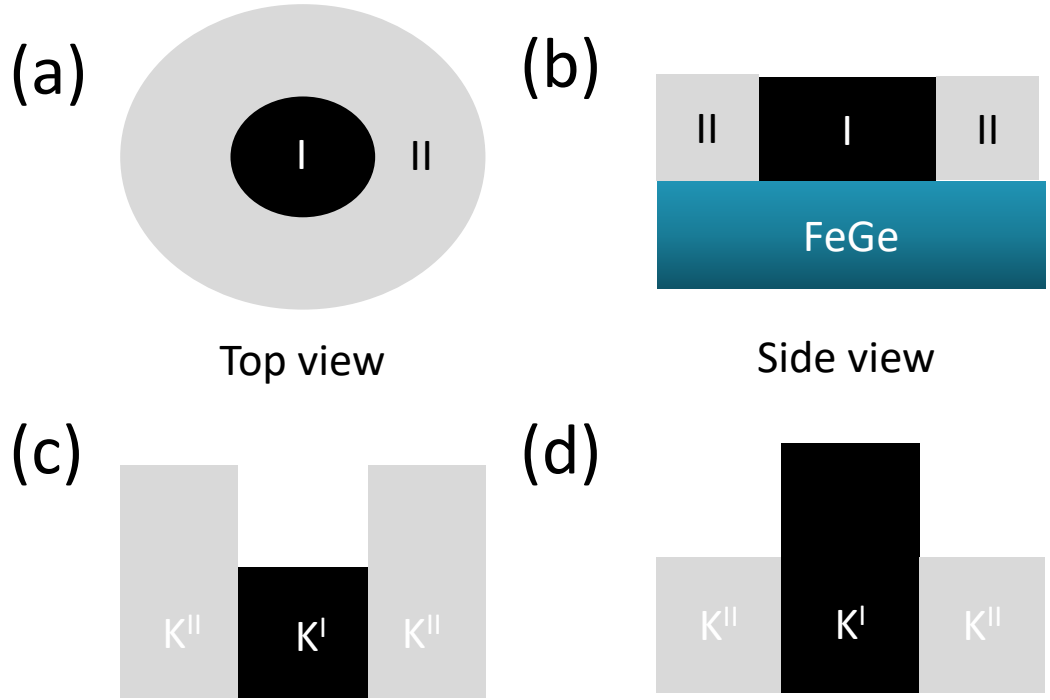 (a)
I
II
Top view
(b)
II
I
II
FeGe
Side view
(c)
K^II
K^I
K^II
(d)
K^II
K^I
K^II